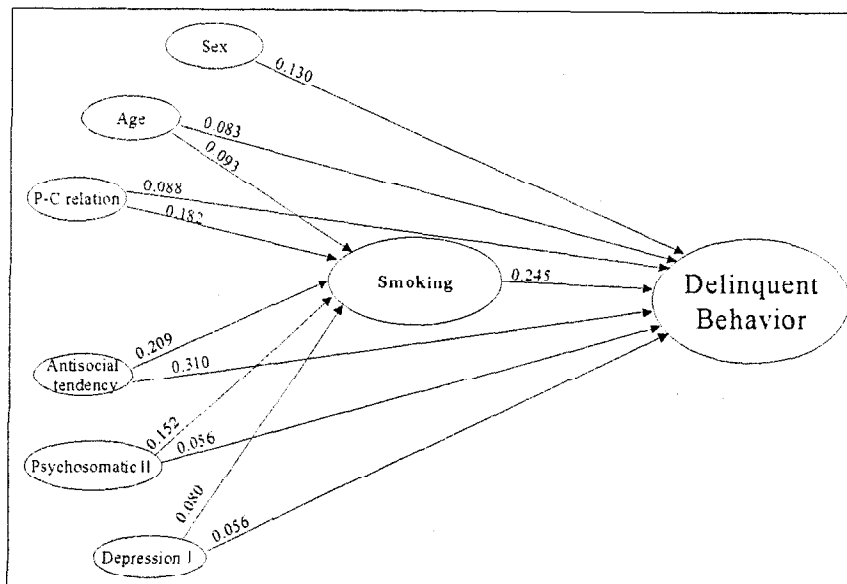 Sex
0.130
Age
0.083
0.093
P-C relation
0.088
0.182
Smoking
0.245
Delinquent
Behavior
0.209
Antisocial
tendency
0.310
Psychosomatic II
0.152
0.056
0.080
Depression I
0.056